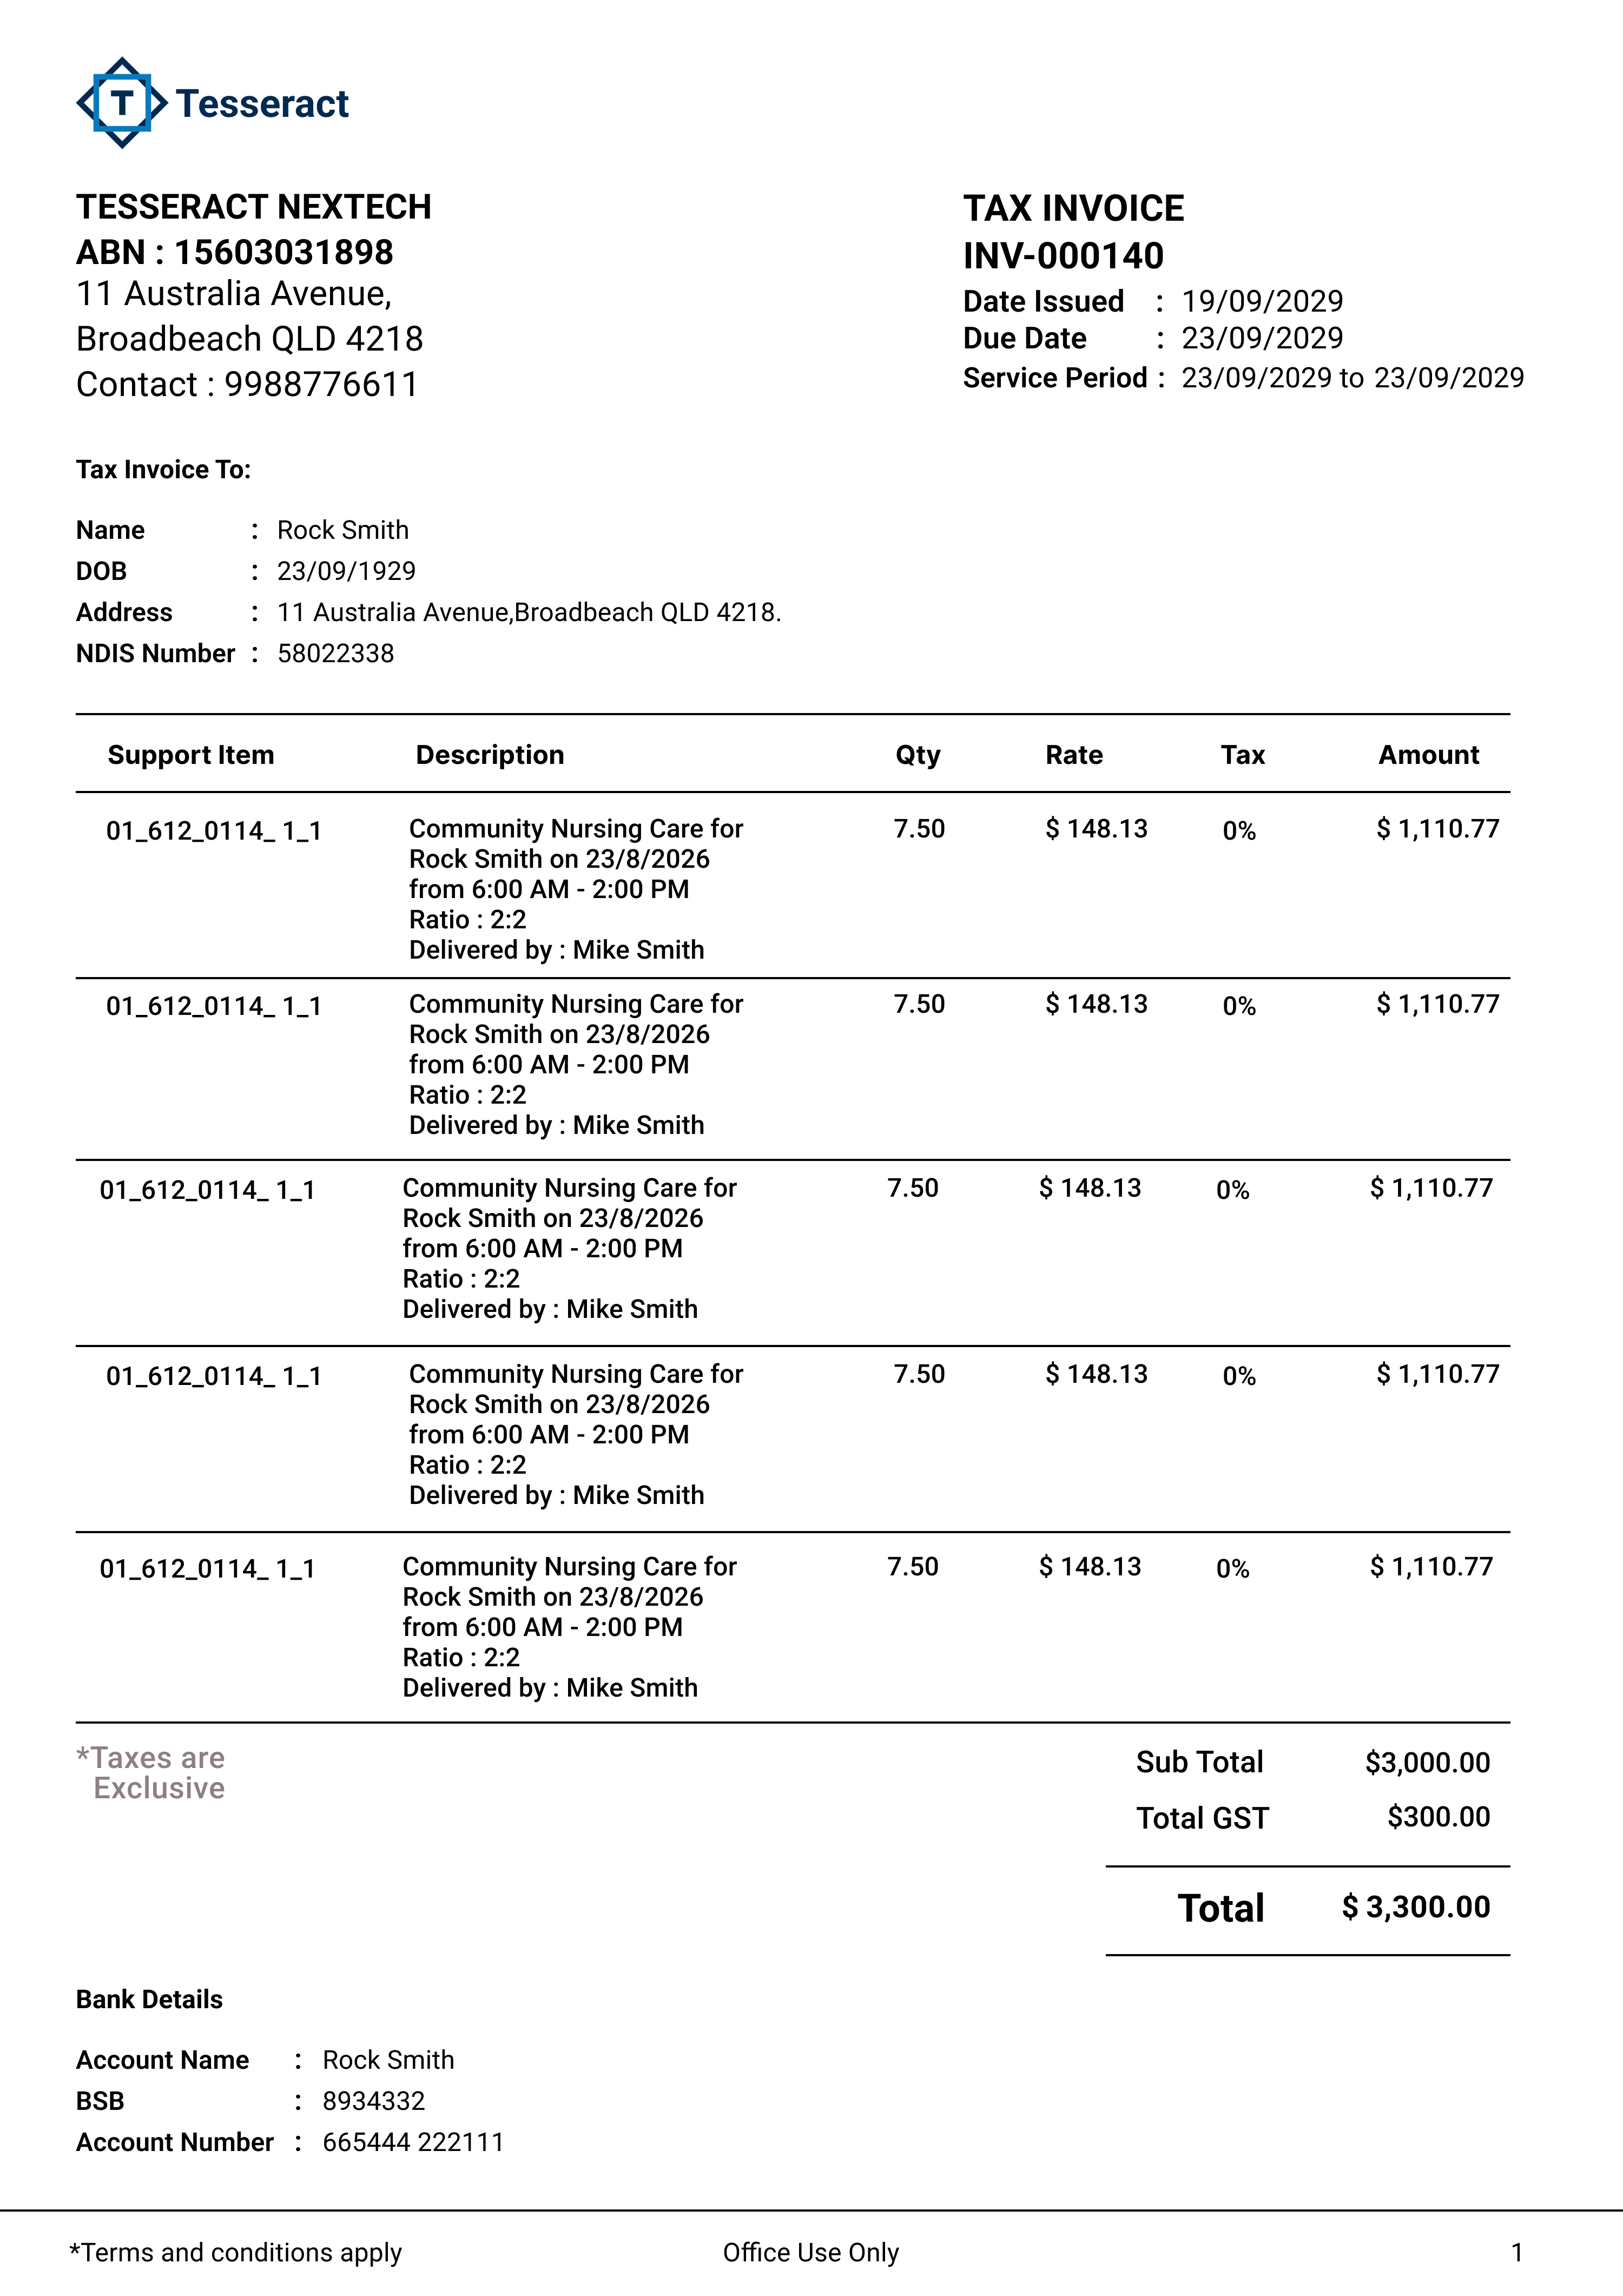 T Tesseract
TESSERACT NEXTECH
ABN : 15603031898
11 Australia Avenue,
Broadbeach QLD 4218
Contact : 9988776611
TAX INVOICE
INV-000140
Date Issued : 19/09/2029
Due Date : 23/09/2029
Service Period : 23/09/2029 to 23/09/2029
Tax Invoice To:
Name : Rock Smith
DOB : 23/09/1929
Address : 11 Australia Avenue,Broadbeach QLD 4218.
NDIS Number : 58022338
Support Item Description Qty Rate Tax Amount
01_612_0114_ 1_1 Community Nursing Care for 7.50 $ 148.13 0% $ 1,110.77
Rock Smith on 23/8/2026
from 6:00 AM - 2:00 PM
Ratio : 2:2
Delivered by : Mike Smith
01_612_0114_ 1_1 Community Nursing Care for 7.50 $ 148.13 0% $ 1,110.77
Rock Smith on 23/8/2026
from 6:00 AM - 2:00 PM
Ratio : 2:2
Delivered by : Mike Smith
01_612_0114_ 1_1 Community Nursing Care for 7.50 $ 148.13 0% $ 1,110.77
Rock Smith on 23/8/2026
from 6:00 AM - 2:00 PM
Ratio : 2:2
Delivered by : Mike Smith
01_612_0114_ 1_1 Community Nursing Care for 7.50 $ 148.13 0% $ 1,110.77
Rock Smith on 23/8/2026
from 6:00 AM - 2:00 PM
Ratio : 2:2
Delivered by : Mike Smith
01_612_0114_ 1_1 Community Nursing Care for 7.50 $ 148.13 0% $ 1,110.77
Rock Smith on 23/8/2026
from 6:00 AM - 2:00 PM
Ratio : 2:2
Delivered by : Mike Smith
*Taxes are
Exclusive
Sub Total $3,000.00
Total GST $300.00
Total $ 3,300.00
Bank Details
Account Name : Rock Smith
BSB : 8934332
Account Number : 665444 222111
*Terms and conditions apply Office Use Only 1